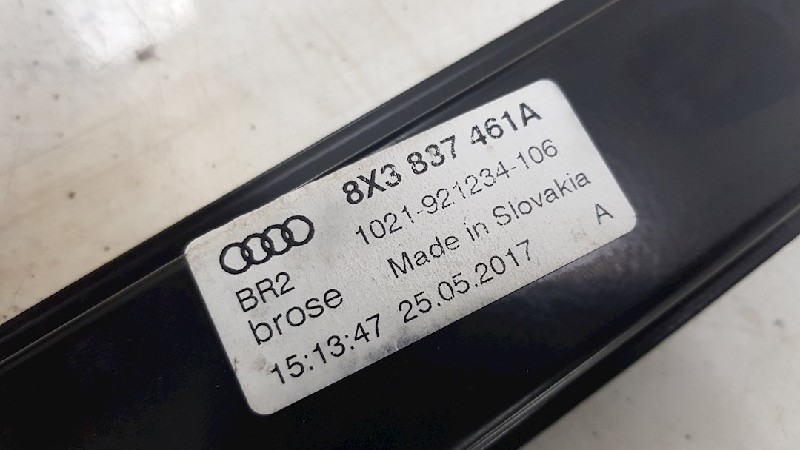 8X3 837 461A
1021-921234-106
BR2
Made in Slovakia
brose
A
15:13:47 25.05.2017